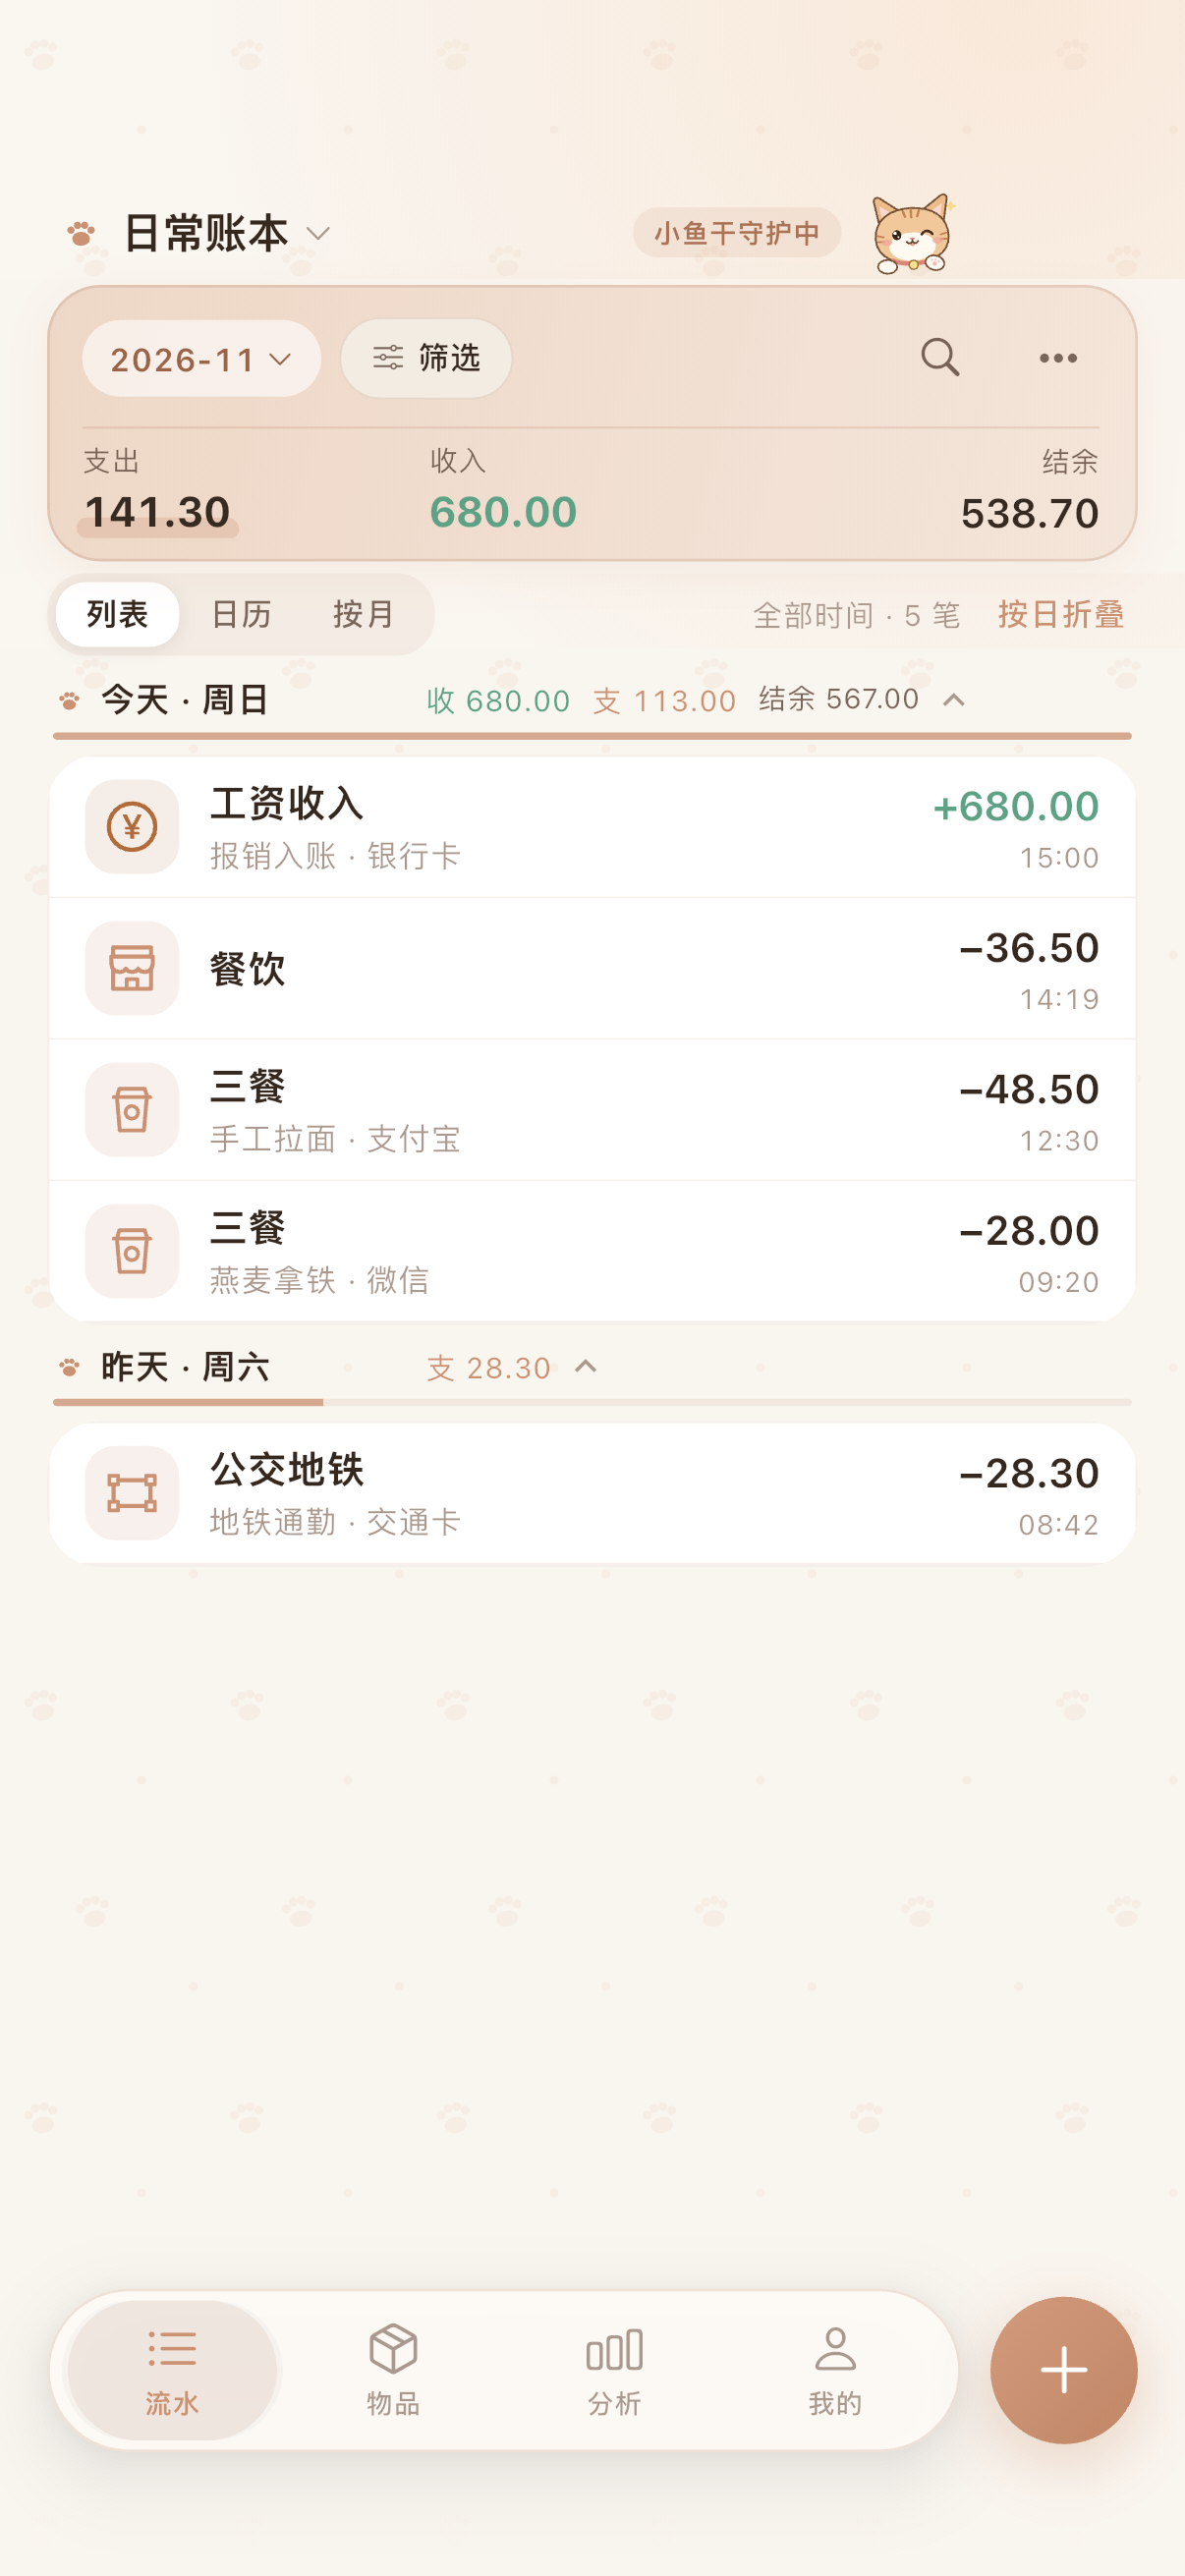 日常账本
小鱼干守护中
2026-11
筛选
支出
收入
结余
141.30
680.00
538.70
列表
日历
按月
全部时间 · 5 笔
按日折叠
今天 · 周日
收 680.00 支 113.00 结余 567.00
工资收入
+680.00
报销入账 · 银行卡
15:00
餐饮
−36.50
14:19
三餐
−48.50
手工拉面 · 支付宝
12:30
三餐
−28.00
燕麦拿铁 · 微信
09:20
昨天 · 周六
支 28.30
公交地铁
−28.30
地铁通勤 · 交通卡
08:42
流水
物品
分析
我的